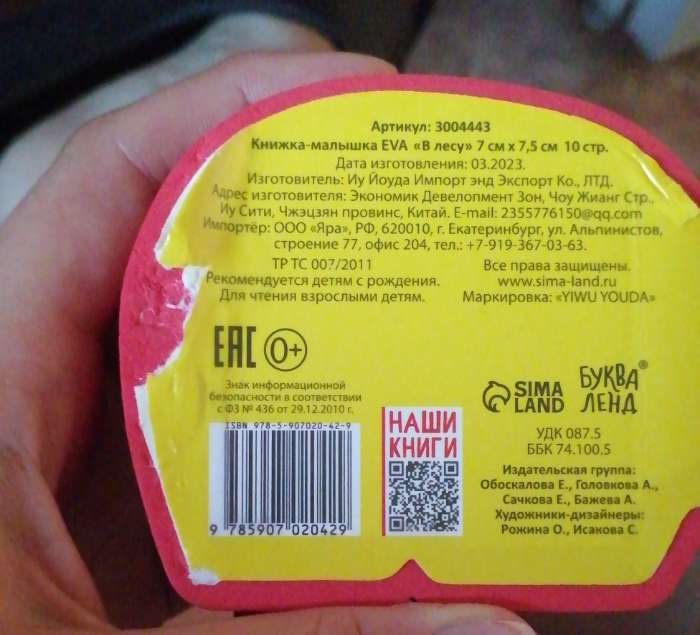 Артикул: 3004443
Книжка-малышка EVA «В лесу» 7 см х 7,5 см 10 стр.
Дата изготовления: 03.2023.
Изготовитель: Иу Йоуда Импорт энд Экспорт Ко., ЛТД.
Адрес изготовителя: Экономик Девелопмент Зон, Чоу Жианг Стр.,
Иу Сити, Чжэцзян провинс, Китай. E-mail: 2355776150@qq.com
Импортёр: ООО «Яра», РФ, 620010, г. Екатеринбург, ул. Альпинистов,
строение 77, офис 204, тел.: +7-919-367-03-63.
ТР ТС 007/2011
Рекомендуется детям с рождения.
Для чтения взрослыми детям.
Все права защищены.
www.sima-land.ru
Маркировка: «YIWU YOUDA»
EAC 0+
Знак информационной
безопасности в соответствии
с ФЗ № 436 от 29.12.2010 г.
ISBN 978-5-907020-42-9
9 785907 020429
НАШИ
КНИГИ
SIMA
LAND
БУКВА
ЛЕНД
УДК 087.5
ББК 74.100.5
Издательская группа:
Обоскалова Е., Головкова А.,
Сачкова Е., Бажева А.
Художники-дизайнеры:
Рожина О., Исакова С.